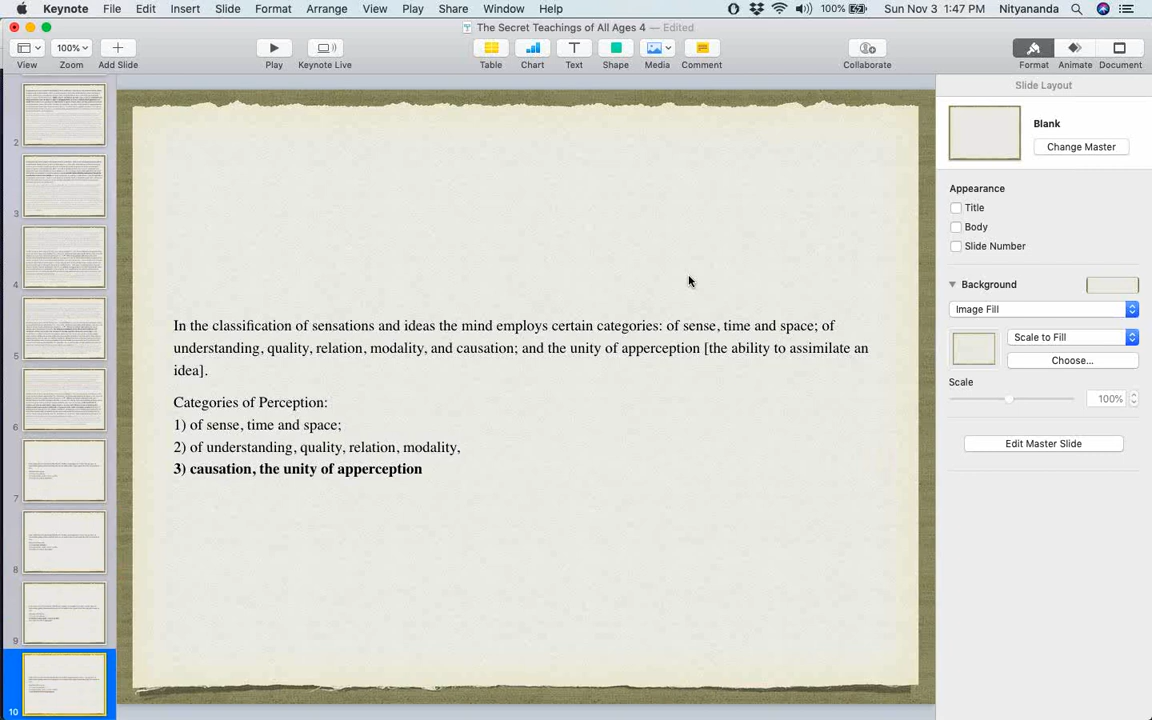 Keynote File Edit Insert Slide Format Arrange View Play Share Window Help 100% Sun Nov 3 1:47 PM Nityananda
The Secret Teachings of All Ages 4 — Edited
100%
View Zoom Add Slide Play Keynote Live Table Chart Text Shape Media Comment Collaborate Format Animate Document
Slide Layout
Blank
Change Master
Appearance
Title
Body
Slide Number
Background
Image Fill
Scale to Fill
Choose...
Scale
100%
Edit Master Slide
2
3
4
5
6
7
8
9
10
In the classification of sensations and ideas the mind employs certain categories: of sense, time and space; of
understanding, quality, relation, modality, and causation; and the unity of apperception [the ability to assimilate an
idea].
Categories of Perception:
1) of sense, time and space;
2) of understanding, quality, relation, modality,
3) causation, the unity of apperception